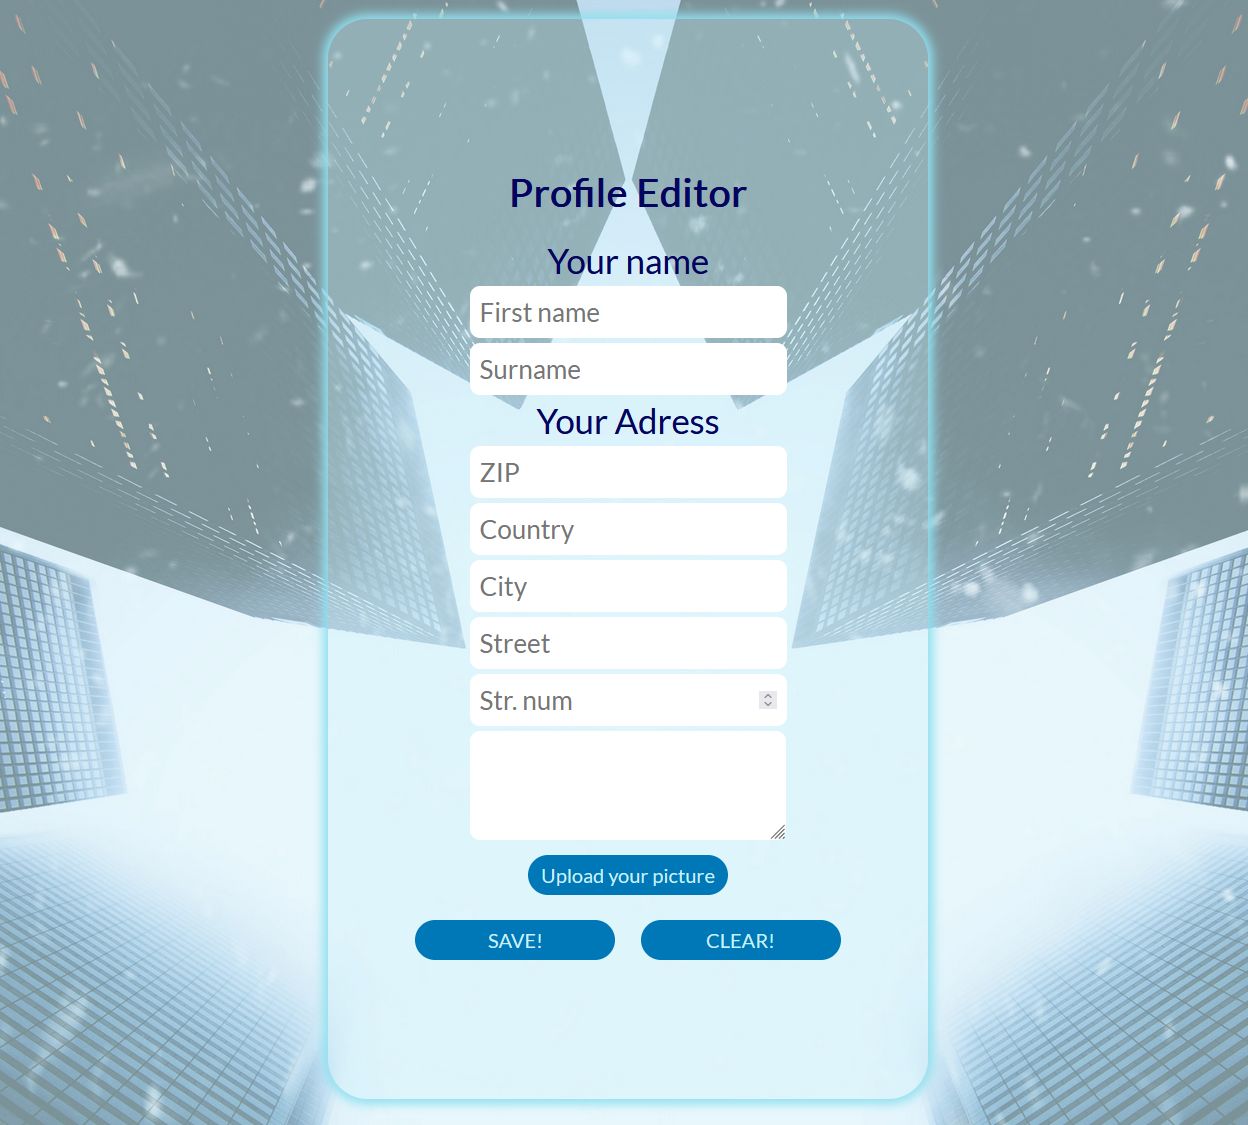 Profile Editor
Your name
First name
Surname
Your Adress
ZIP
Country
City
Street
Str. num
Upload your picture
SAVE!
CLEAR!